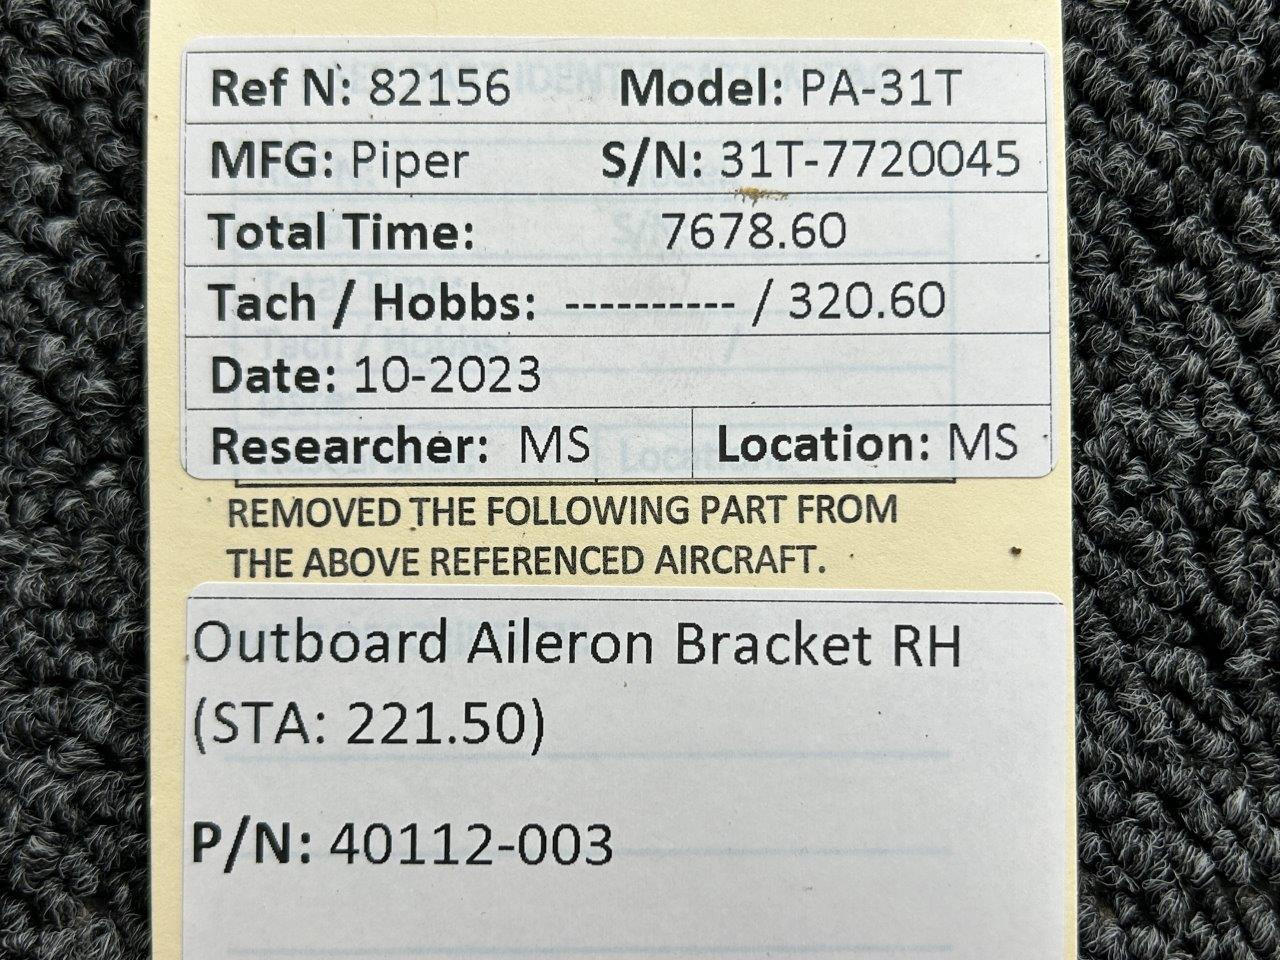 Ref N: 82156 Model: PA-31T
MFG: Piper S/N: 31T-7720045
Total Time: 7678.60
Tach / Hobbs: ---------- / 320.60
Date: 10-2023
Researcher: MS Location: MS
REMOVED THE FOLLOWING PART FROM
THE ABOVE REFERENCED AIRCRAFT.
Outboard Aileron Bracket RH
(STA: 221.50)
P/N: 40112-003